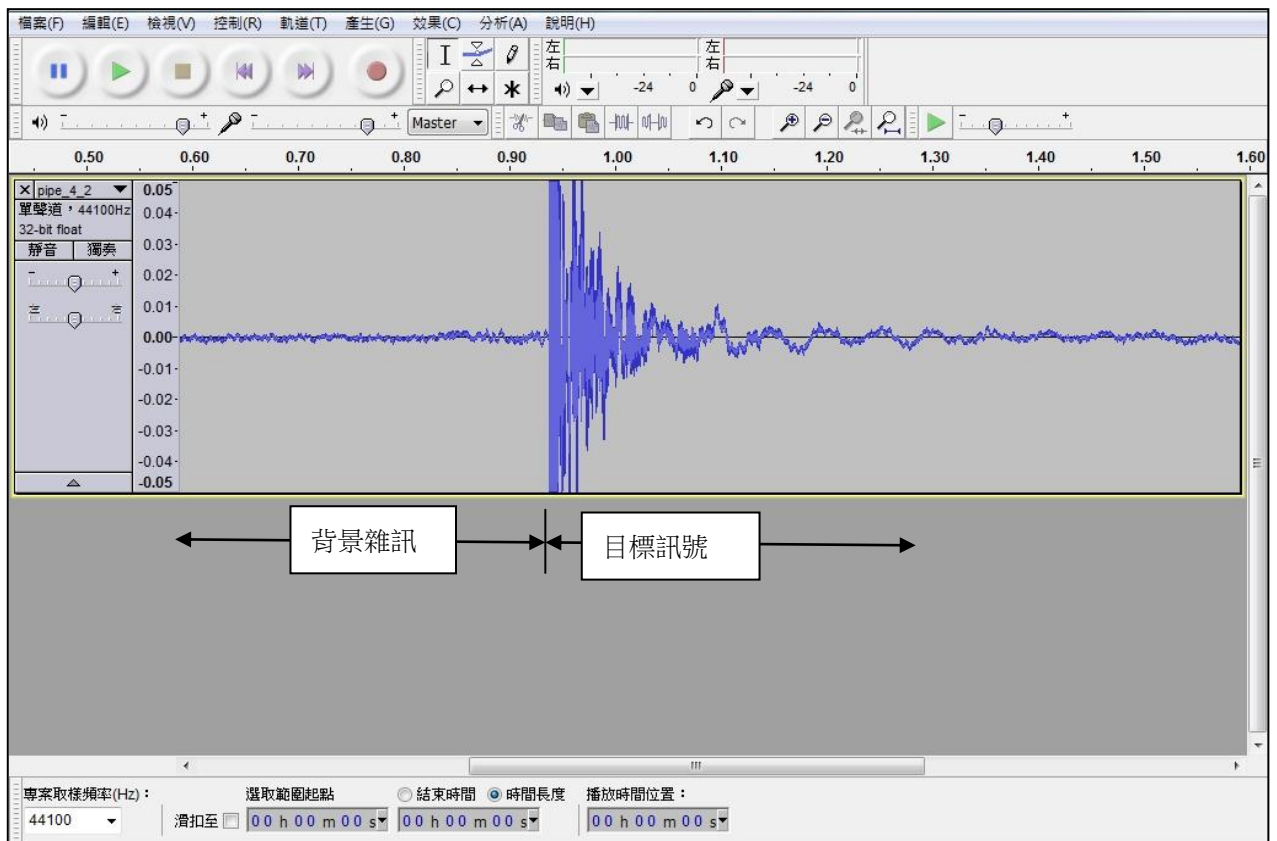 檔案(F) 編輯(E) 檢視(V) 控制(R) 軌道(T) 產生(G) 效果(C) 分析(A) 說明(H)
左 左
右 右
-24 0 -24 0
Master
0.50 0.60 0.70 0.80 0.90 1.00 1.10 1.20 1.30 1.40 1.50 1.60
pipe_4_2
單聲道,44100Hz
32-bit float
靜音 獨奏
- +
左 右
0.05
0.04
0.03
0.02
0.01
0.00
-0.01
-0.02
-0.03
-0.04
-0.05
背景雜訊 目標訊號
專案取樣頻率(Hz): 選取範圍起點 結束時間 時間長度 播放時間位置:
44100 滑扣至 00 h 00 m 00 s 00 h 00 m 00 s 00 h 00 m 00 s